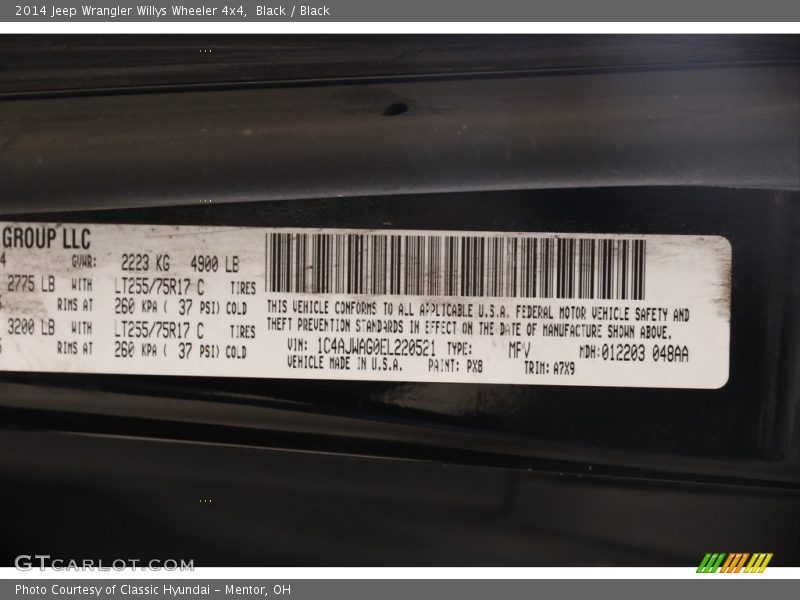 2014 Jeep Wrangler Willys Wheeler 4x4, Black / Black
GROUP LLC
4 GVWR: 2223 KG 4900 LB
2775 LB WITH LT255/75R17 C TIRES
RIMS AT 260 KPA ( 37 PSI) COLD
3200 LB WITH LT255/75R17 C TIRES
RIMS AT 260 KPA ( 37 PSI) COLD
THIS VEHICLE CONFORMS TO ALL APPLICABLE U.S.A. FEDERAL MOTOR VEHICLE SAFETY AND
THEFT PREVENTION STANDARDS IN EFFECT ON THE DATE OF MANUFACTURE SHOWN ABOVE.
VIN: 1C4AJWAG0EL220521 TYPE: MPV MDH: 012203 048AA
VEHICLE MADE IN U.S.A. PAINT: PX8 TRIM: A7X9
GTCARLOT.COM
Photo Courtesy of Classic Hyundai - Mentor, OH